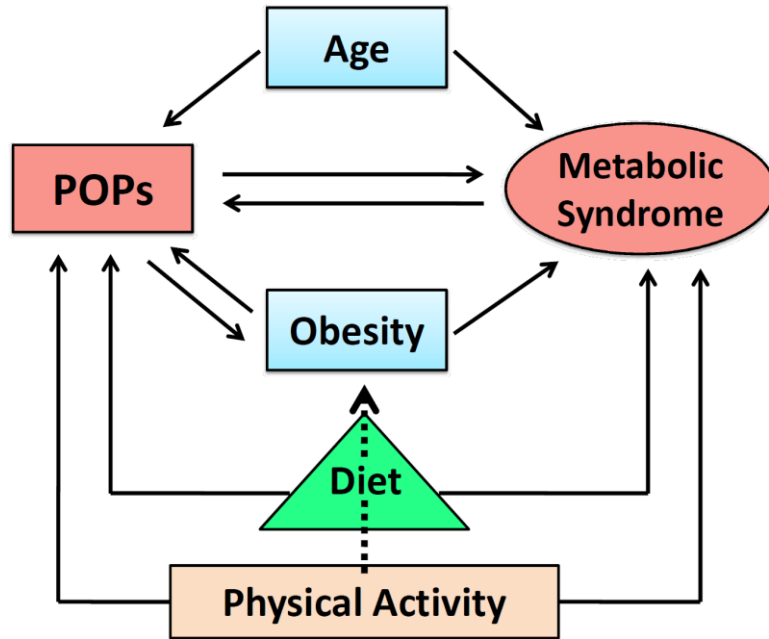 Age
POPs
Metabolic
Syndrome
Obesity
Diet
Physical Activity